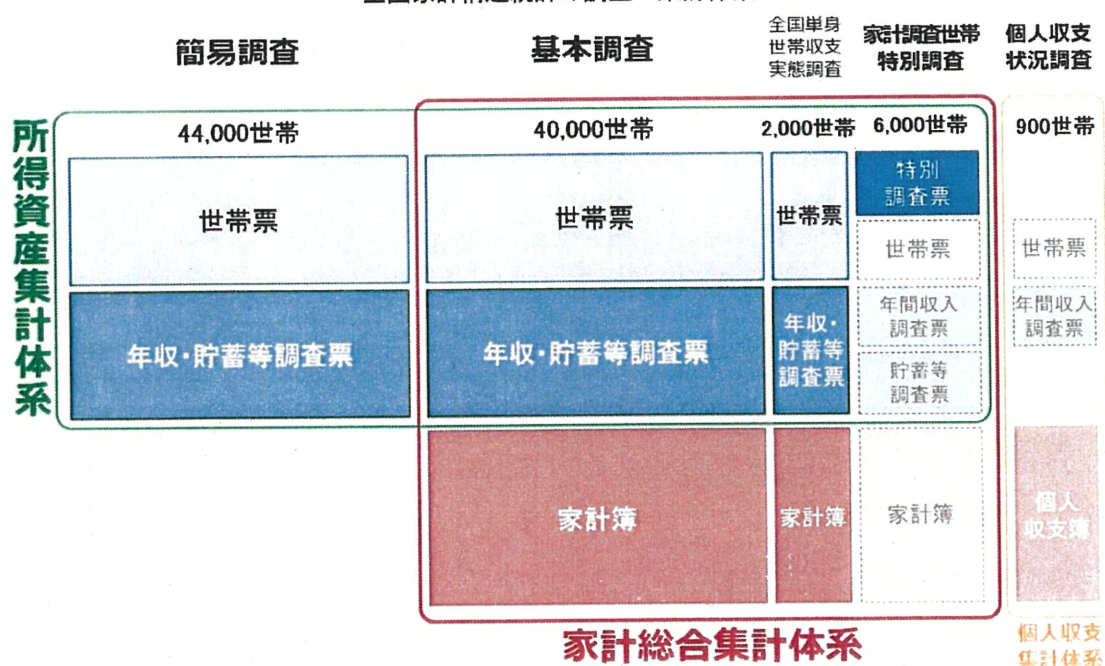 簡易調査
基本調査
全国単身
世帯収支
実態調査
家計調査世帯
特別調査
個人収支
状況調査
所得資産集計体系
44,000世帯
40,000世帯
2,000世帯
6,000世帯
900世帯
世帯票
世帯票
世帯票
特別
調査票
世帯票
世帯票
年収・貯蓄等調査票
年収・貯蓄等調査票
年収・
貯蓄等
調査票
年間収入
調査票
貯蓄等
調査票
年間収入
調査票
家計簿
家計簿
家計簿
個人
収支簿
家計総合集計体系
個人収支
集計体系